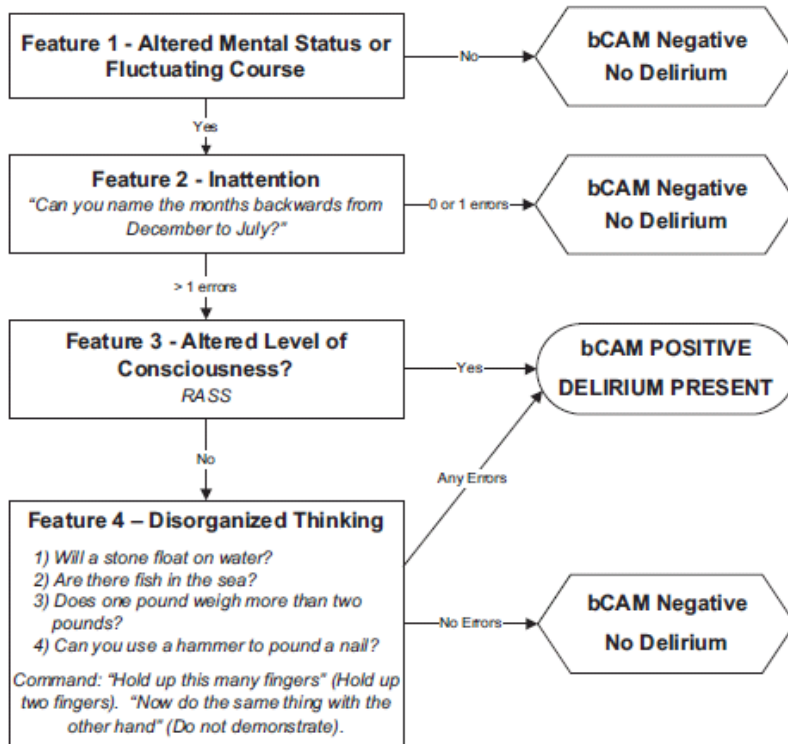 Feature 1 - Altered Mental Status or
Fluctuating Course
No
bCAM Negative
No Delirium
Yes
Feature 2 - Inattention
“Can you name the months backwards from
December to July?”
0 or 1 errors
bCAM Negative
No Delirium
> 1 errors
Feature 3 - Altered Level of
Consciousness?
RASS
Yes
bCAM POSITIVE
DELIRIUM PRESENT
No
Any Errors
Feature 4 – Disorganized Thinking
1) Will a stone float on water?
2) Are there fish in the sea?
3) Does one pound weigh more than two
pounds?
4) Can you use a hammer to pound a nail?
Command: “Hold up this many fingers” (Hold up
two fingers). “Now do the same thing with the
other hand” (Do not demonstrate).
No Errors
bCAM Negative
No Delirium